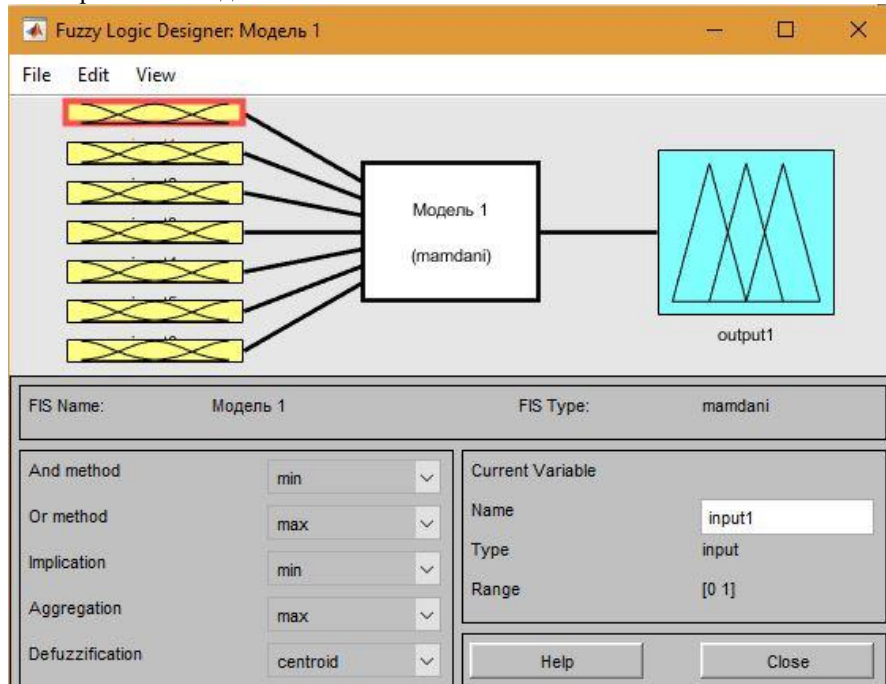 Fuzzy Logic Designer: Модель 1
File Edit View
Модель 1
(mamdani)
output1
FIS Name: Модель 1 FIS Type: mamdani
And method min
Or method max
Implication min
Aggregation max
Defuzzification centroid
Current Variable
Name input1
Type input
Range [0 1]
Help Close